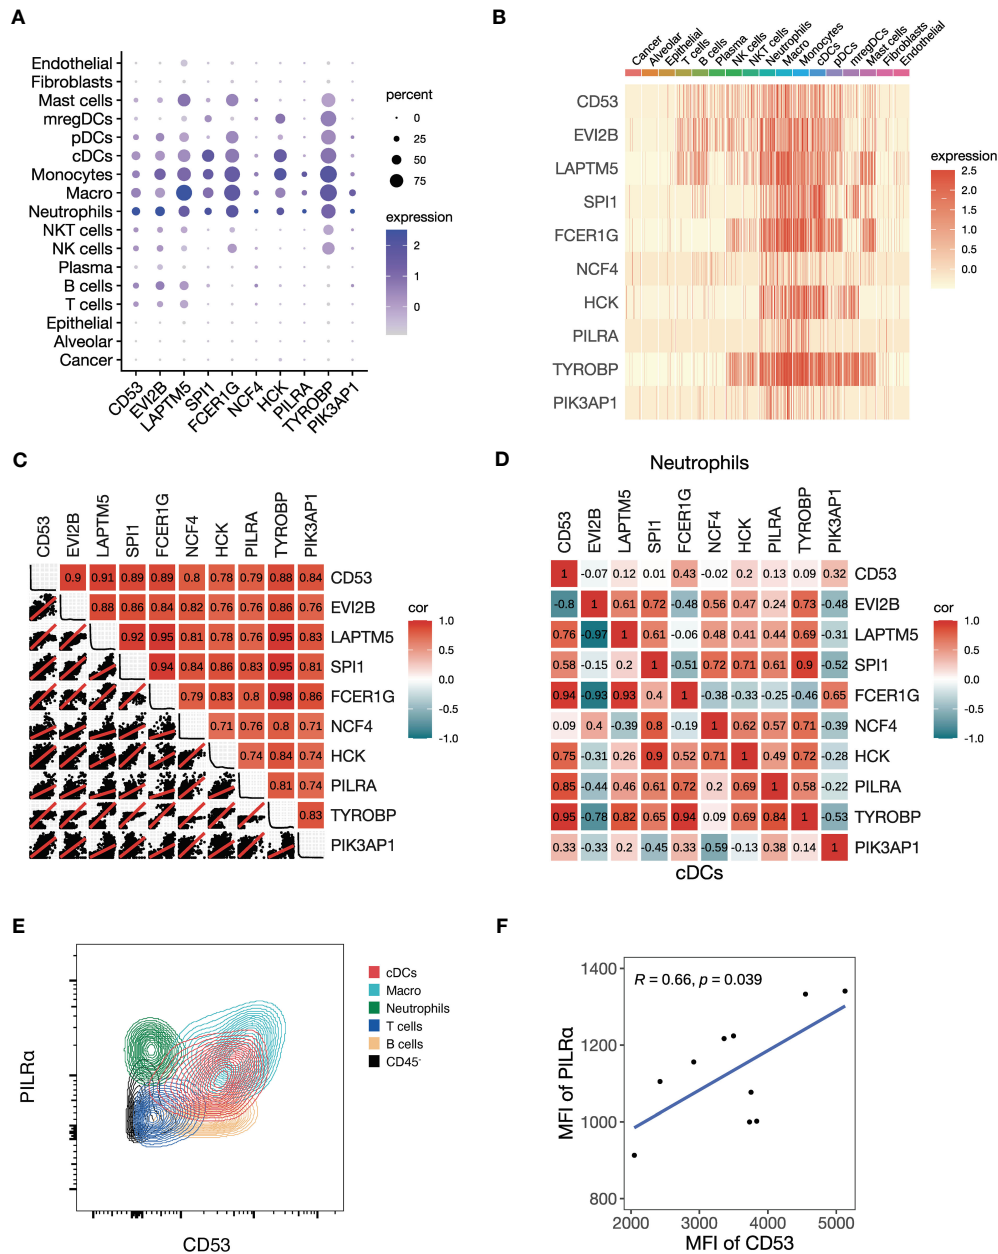 A
Endothelial
Fibroblasts
Mast cells
mregDCs
pDCs
cDCs
Monocytes
Macro
Neutrophils
NKT cells
NK cells
Plasma
B cells
T cells
Epithelial
Alveolar
Cancer
CD53
EVI2B
LAPTM5
SPI1
FCER1G
NCF4
HCK
PILRA
TYROBP
PIK3AP1
percent
0
25
50
75
expression
2
1
0
B
Cancer
Alveolar
Epithelial
T cells
B cells
Plasma
NK cells
NKT cells
Neutrophils
Macro
Monocytes
cDCs
pDCs
mregDCs
Mast cells
Fibroblasts
Endothelial
CD53
EVI2B
LAPTM5
SPI1
FCER1G
NCF4
HCK
PILRA
TYROBP
PIK3AP1
expression
2.5
2.0
1.5
1.0
0.5
0.0
C
CD53 EVI2B LAPTM5 SPI1 FCER1G NCF4 HCK PILRA TYROBP PIK3AP1
0.9 0.91 0.89 0.89 0.8 0.78 0.79 0.88 0.84 CD53
0.88 0.86 0.82 0.76 0.76 0.86 0.76 EVI2B
0.92 0.95 0.81 0.78 0.76 0.95 0.83 LAPTM5
0.94 0.84 0.86 0.83 0.95 0.81 SPI1
0.79 0.83 0.8 0.98 0.86 FCER1G
0.71 0.76 0.8 0.71 NCF4
0.74 0.84 0.74 HCK
0.81 0.74 PILRA
0.83 TYROBP
PIK3AP1
cor
1.0
0.5
0.0
-0.5
-1.0
D
Neutrophils
CD53 EVI2B LAPTM5 SPI1 FCER1G NCF4 HCK PILRA TYROBP PIK3AP1
1 -0.07 0.12 0.01 0.43 -0.02 0.2 0.13 0.09 0.32 CD53
-0.8 1 0.61 0.72 -0.48 0.56 0.47 0.24 0.73 -0.48 EVI2B
0.76 -0.97 1 0.61 -0.06 0.48 0.41 0.44 0.69 -0.31 LAPTM5
0.58 -0.15 0.2 1 -0.51 0.72 0.71 0.61 0.9 -0.52 SPI1
0.94 -0.93 0.93 0.4 1 -0.38 -0.33 -0.25 -0.46 0.65 FCER1G
0.09 0.4 -0.39 0.8 -0.19 1 0.62 0.57 0.71 -0.39 NCF4
0.75 -0.31 0.26 0.9 0.52 0.71 1 0.49 0.72 -0.28 HCK
0.85 -0.44 0.46 0.61 0.72 0.2 0.69 1 0.58 -0.22 PILRA
0.95 -0.78 0.82 0.65 0.94 0.09 0.69 0.84 1 -0.53 TYROBP
0.33 -0.33 0.2 -0.45 0.33 -0.59 -0.13 0.38 0.14 1 PIK3AP1
cDCs
cor
1.0
0.5
0.0
-0.5
-1.0
E
PILRα
CD53
cDCs
Macro
Neutrophils
T cells
B cells
CD45-
F
R = 0.66, p = 0.039
MFI of PILRα
1400
1200
1000
800
2000 3000 4000 5000
MFI of CD53